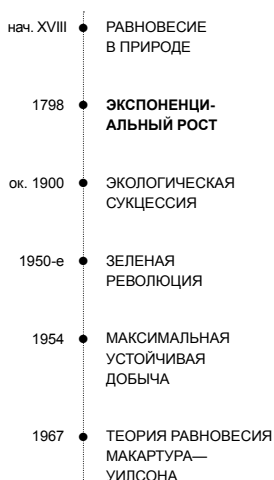 нач. XVIII РАВНОВЕСИЕ
В ПРИРОДЕ
1798 ЭКСПОНЕНЦИ-
АЛЬНЫЙ РОСТ
ок. 1900 ЭКОЛОГИЧЕСКАЯ
СУКЦЕССИЯ
1950-е ЗЕЛЕНАЯ
РЕВОЛЮЦИЯ
1954 МАКСИМАЛЬНАЯ
УСТОЙЧИВАЯ
ДОБЫЧА
1967 ТЕОРИЯ РАВНОВЕСИЯ
МАКАРТУРА—
УИЛСОНА